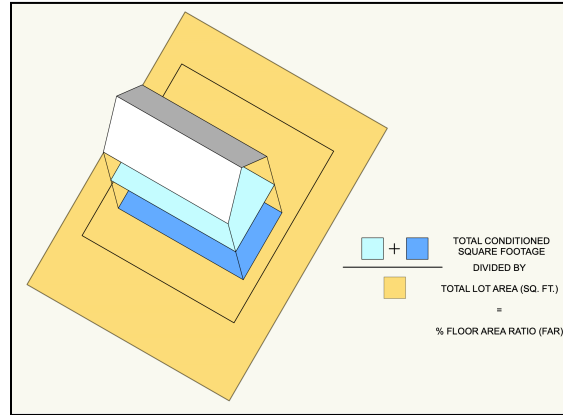 +
TOTAL CONDITIONED
SQUARE FOOTAGE
DIVIDED BY
TOTAL LOT AREA (SQ. FT.)
=
% FLOOR AREA RATIO (FAR)